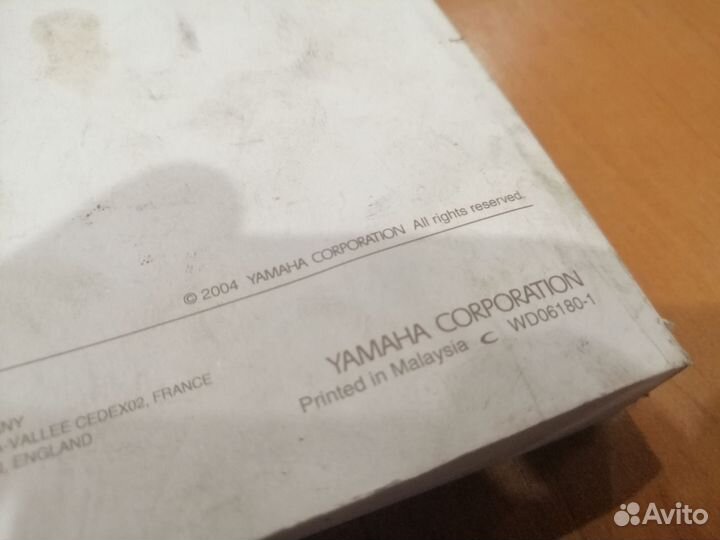 © 2004 YAMAHA CORPORATION All rights reserved.
YAMAHA CORPORATION
Printed in Malaysia WD06180-1
-VALLEE CEDEX02, FRANCE
ENGLAND
Avito